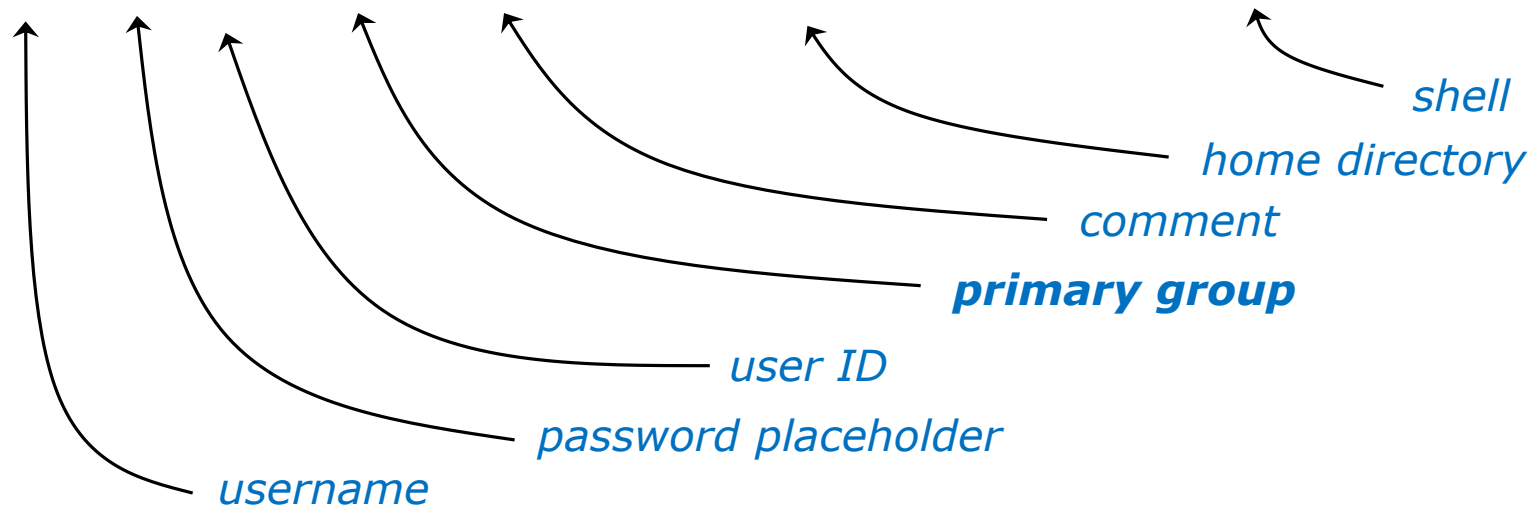 shell
home directory
comment
primary group
user ID
password placeholder
username